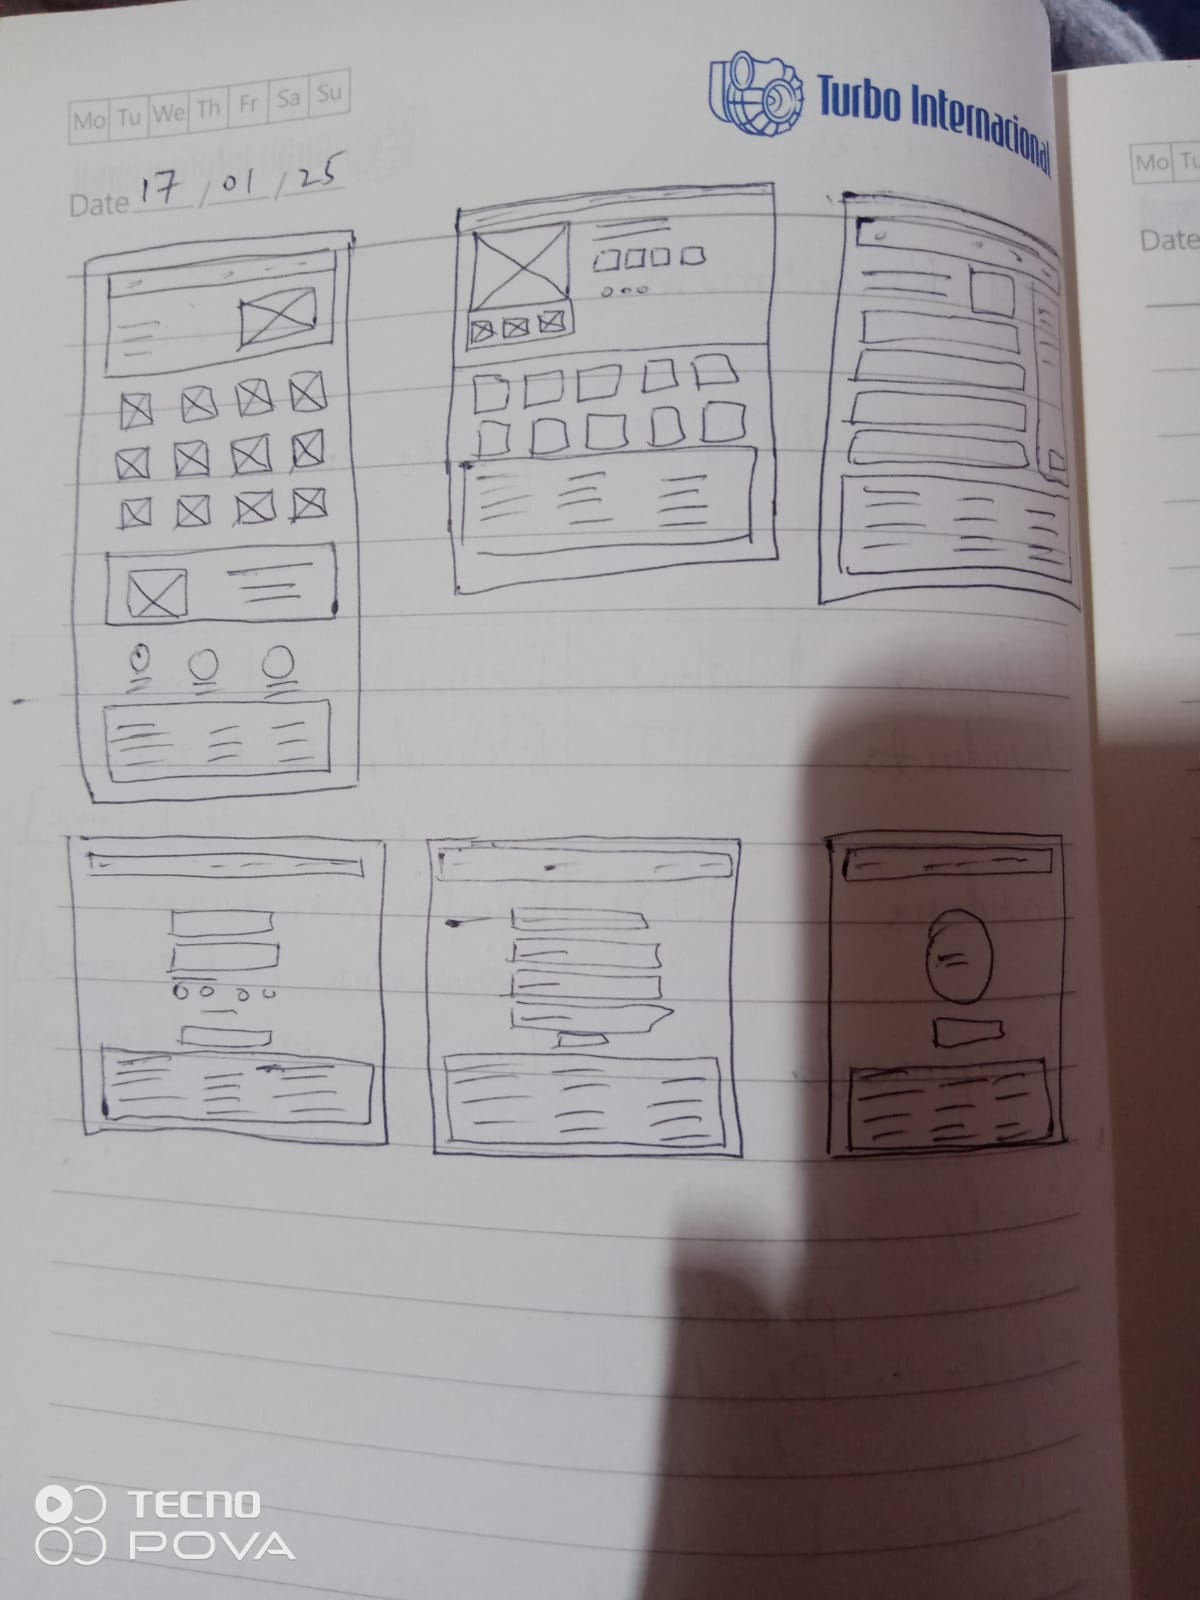 Mo Tu We Th Fr Sa Su
Turbo Internacional
Date 17 / 01 / 25
Mo Tu
Date
TECNO
POVA